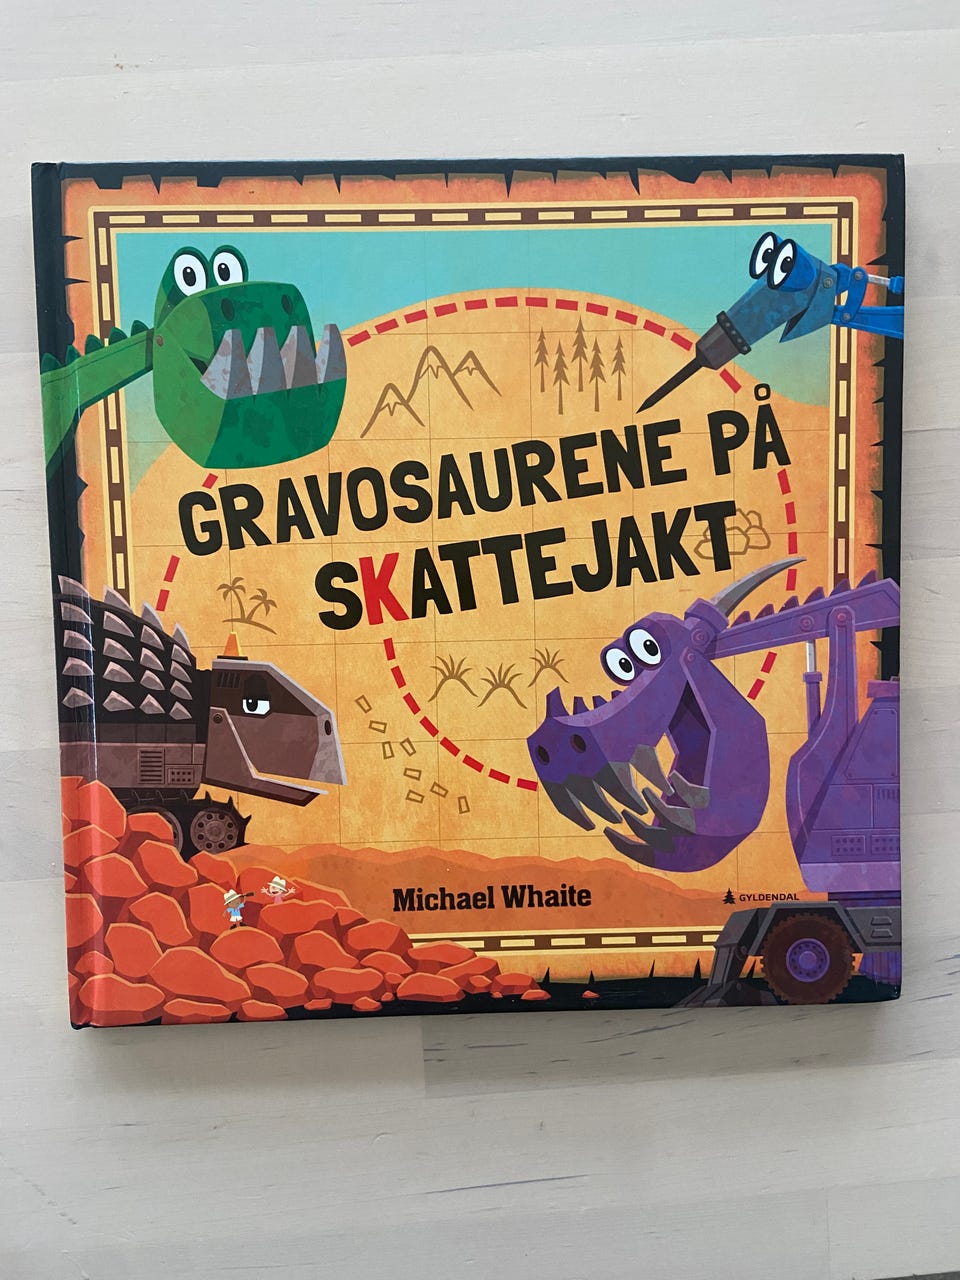 GRAVOSAURENE PÅ
SKATTEJAKT
Michael Whaite
GYLDENDAL